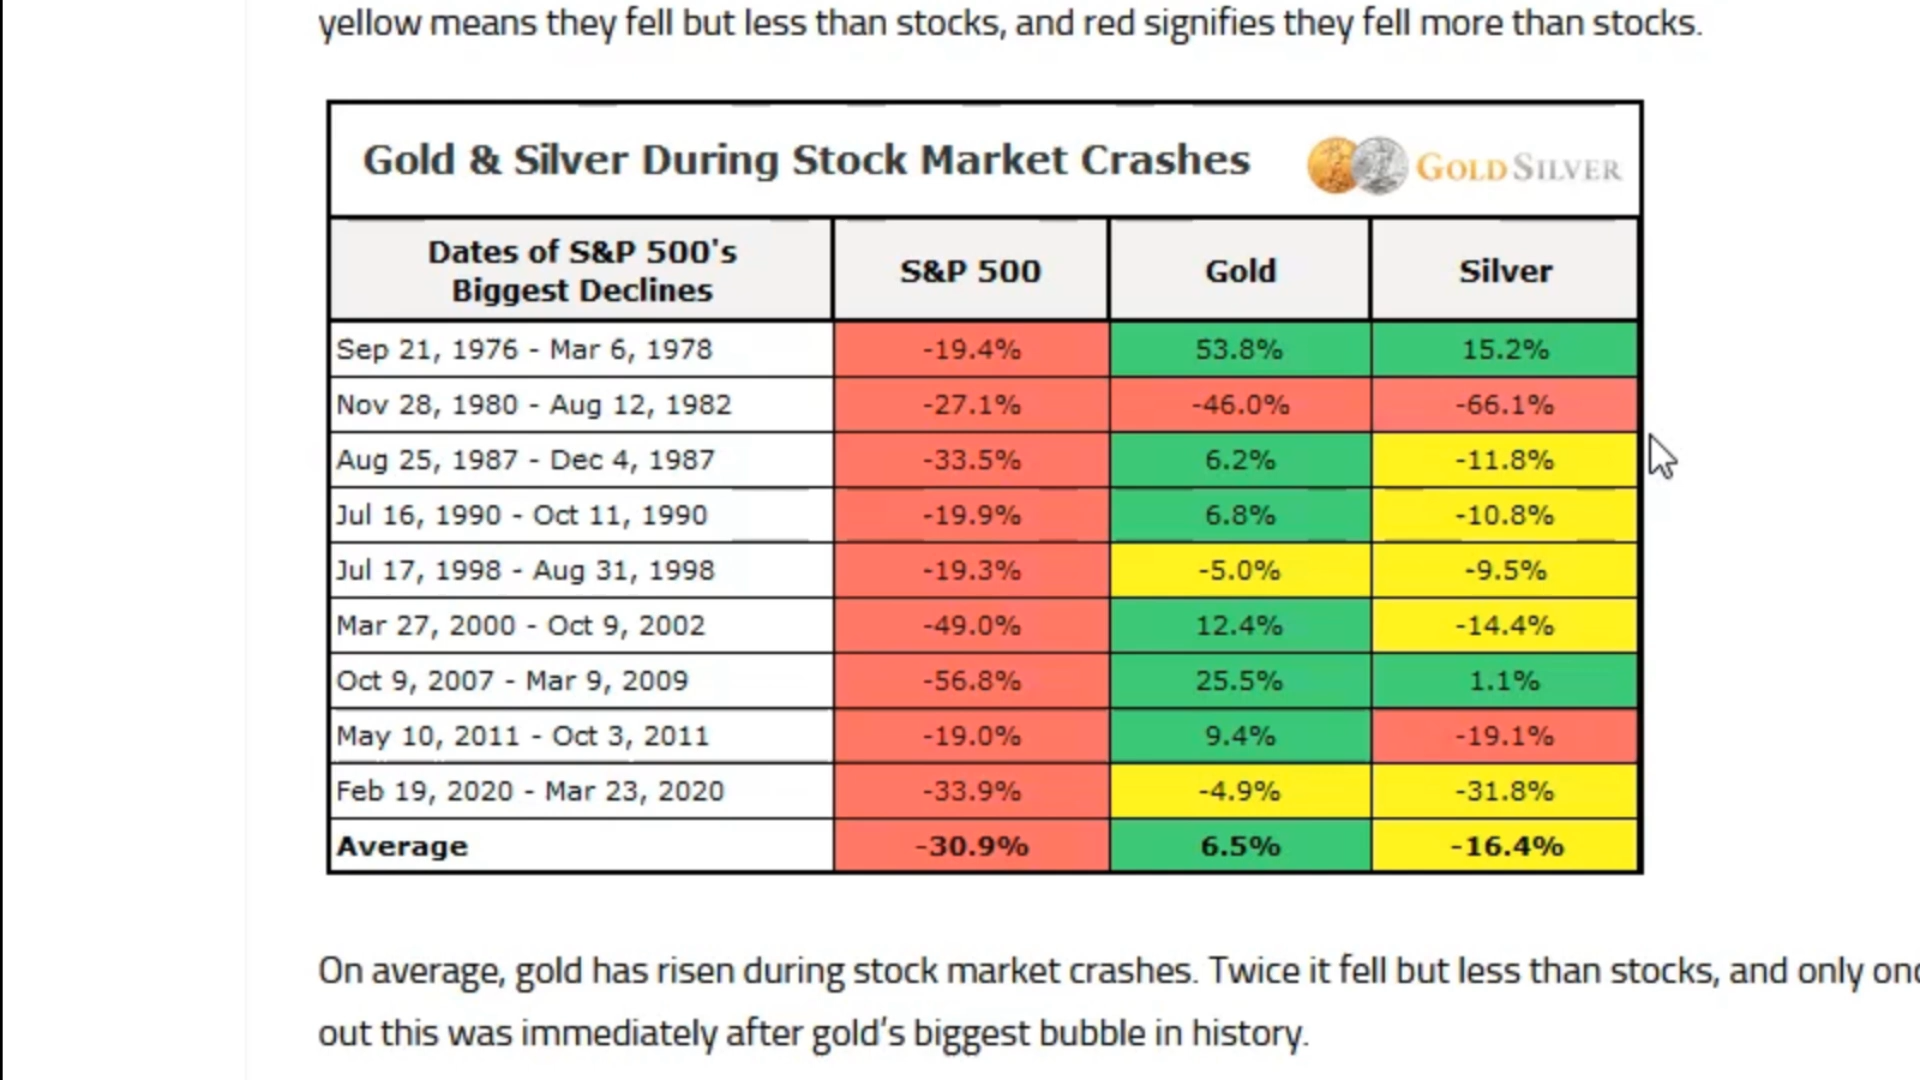 yellow means they fell but less than stocks, and red signifies they fell more than stocks.
Gold & Silver During Stock Market Crashes
GOLDSILVER
Dates of S&P 500's
Biggest Declines
S&P 500 Gold Silver
Sep 21, 1976 - Mar 6, 1978 -19.4% 53.8% 15.2%
Nov 28, 1980 - Aug 12, 1982 -27.1% -46.0% -66.1%
Aug 25, 1987 - Dec 4, 1987 -33.5% 6.2% -11.8%
Jul 16, 1990 - Oct 11, 1990 -19.9% 6.8% -10.8%
Jul 17, 1998 - Aug 31, 1998 -19.3% -5.0% -9.5%
Mar 27, 2000 - Oct 9, 2002 -49.0% 12.4% -14.4%
Oct 9, 2007 - Mar 9, 2009 -56.8% 25.5% 1.1%
May 10, 2011 - Oct 3, 2011 -19.0% 9.4% -19.1%
Feb 19, 2020 - Mar 23, 2020 -33.9% -4.9% -31.8%
Average -30.9% 6.5% -16.4%
On average, gold has risen during stock market crashes. Twice it fell but less than stocks, and only
out this was immediately after gold's biggest bubble in history.